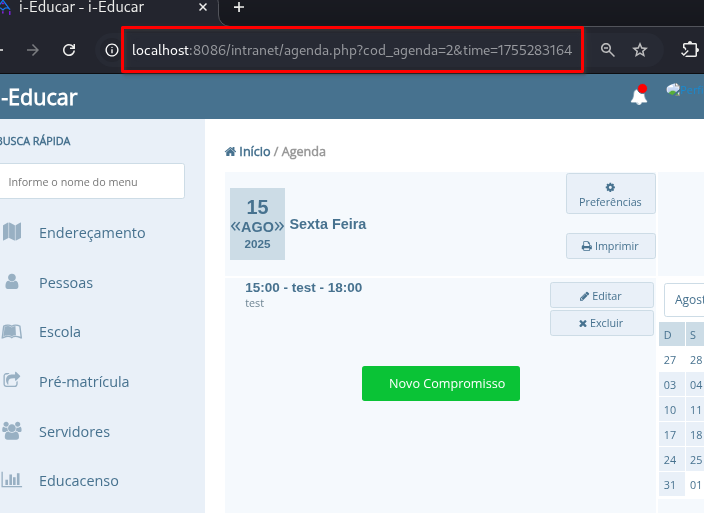 i-Educar - i-Educar
localhost:8086/intranet/agenda.php?cod_agenda=2&time=1755283164
-Educar
BUSCA RÁPIDA
Início / Agenda
Informe o nome do menu
Endereçamento
Pessoas
Escola
Pré-matrícula
Servidores
Educacenso
15
«AGO»
2025
Sexta Feira
Preferências
Imprimir
15:00 - test - 18:00
test
Editar
Excluir
Novo Compromisso
Agost
D S
27 28
03 04
10 11
17 18
24 25
31 01